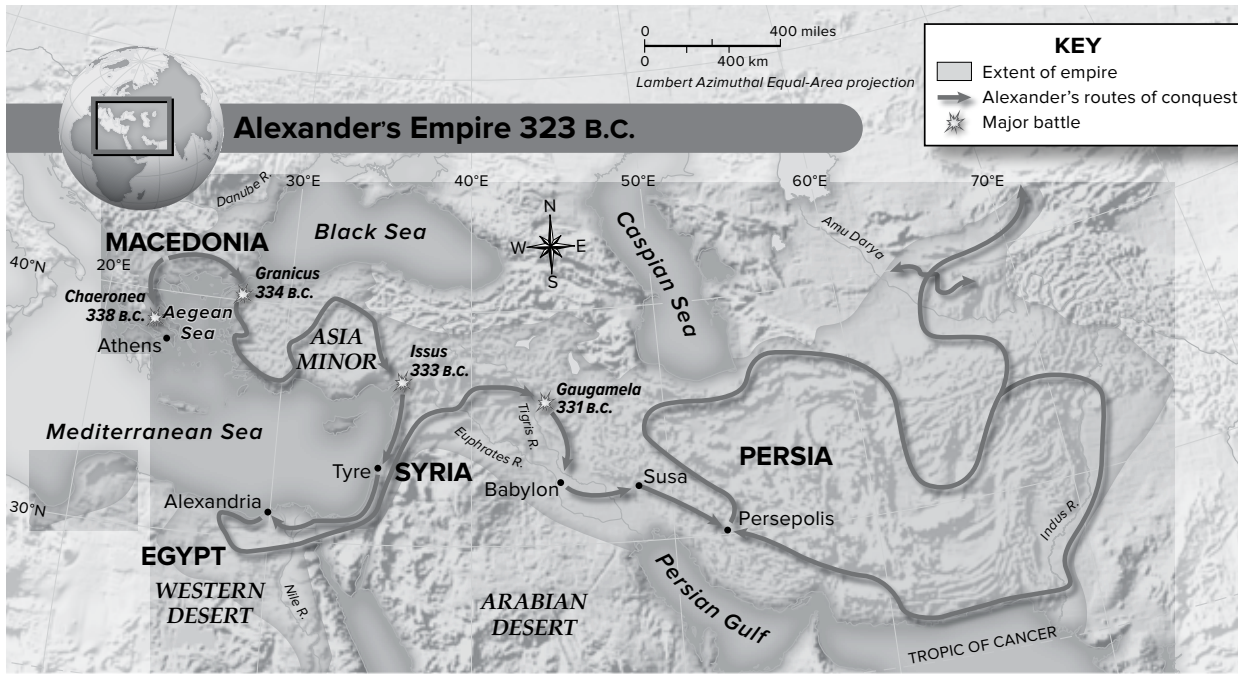 0 400 miles
0 400 km
Lambert Azimuthal Equal-Area projection
KEY
Extent of empire
Alexander's routes of conquest
Major battle
Alexander's Empire 323 B.C.
30°E
40°E
50°E
60°E
70°E
Danube R.
N
W
E
S
Black Sea
Caspian Sea
Amu Darya
MACEDONIA
40°N
20°E
Granicus
334 B.C.
Chaeronea
338 B.C.
Aegean
Sea
Athens
ASIA
MINOR
Issus
333 B.C.
Gaugamela
331 B.C.
Tigris R.
Mediterranean Sea
Euphrates R.
Tyre
SYRIA
PERSIA
Babylon
Susa
Alexandria
30°N
Persepolis
Indus R.
EGYPT
WESTERN
DESERT
Nile R.
ARABIAN
DESERT
Persian Gulf
TROPIC OF CANCER